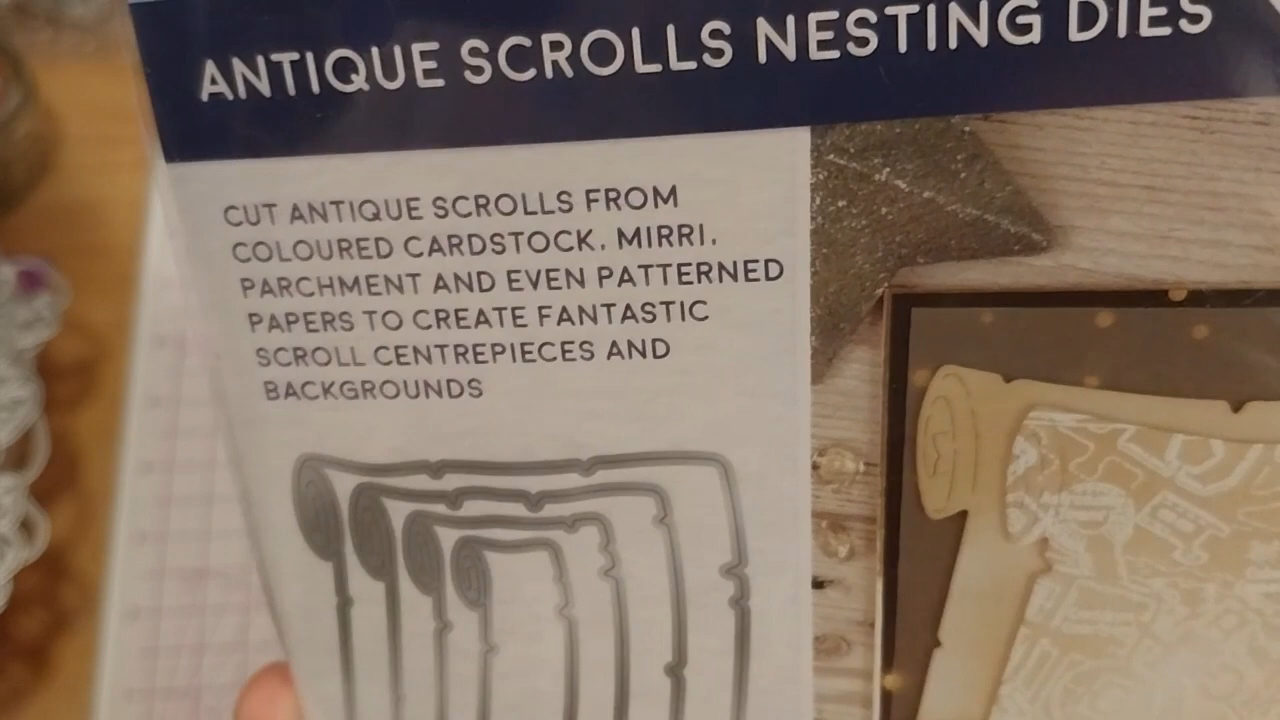 ANTIQUE SCROLLS NESTING DIES
CUT ANTIQUE SCROLLS FROM
COLOURED CARDSTOCK, MIRRI,
PARCHMENT AND EVEN PATTERNED
PAPERS TO CREATE FANTASTIC
SCROLL CENTREPIECES AND
BACKGROUNDS